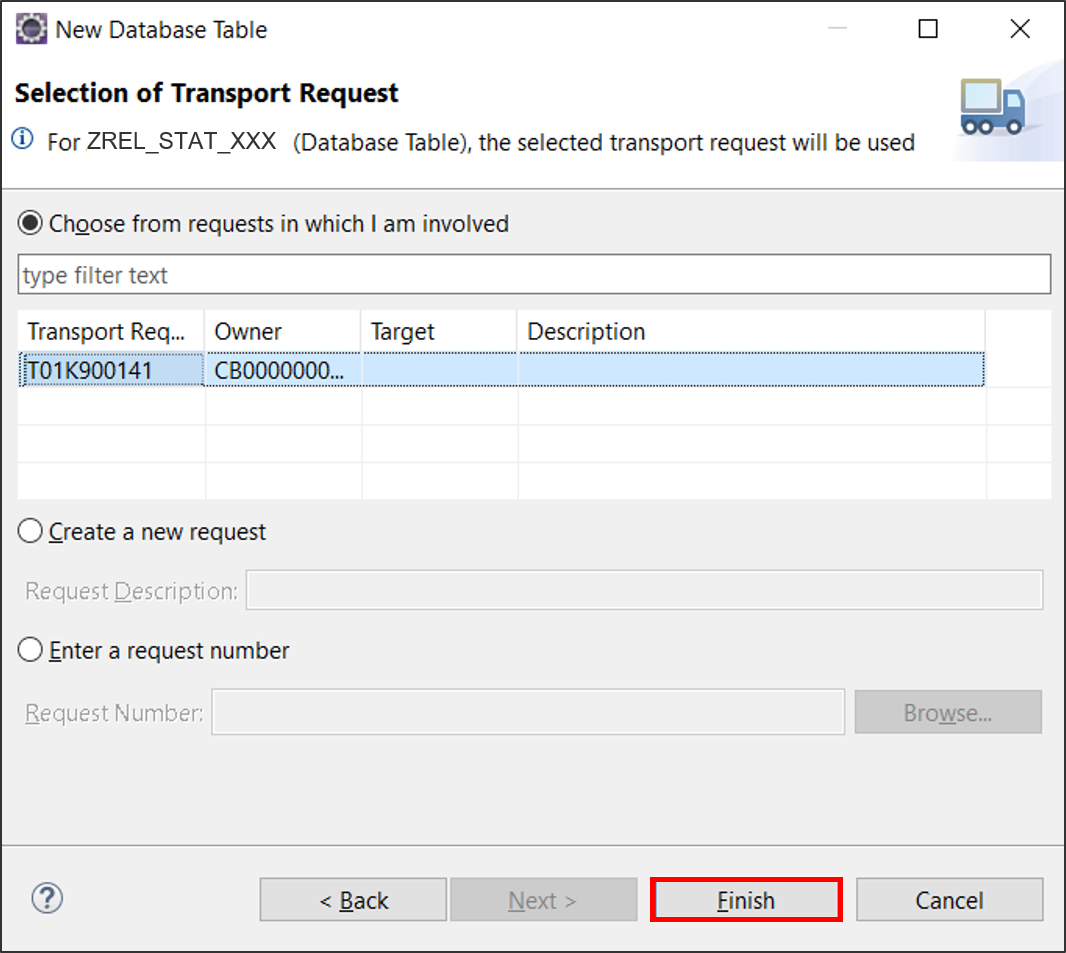 New Database Table
Selection of Transport Request
For ZREL_STAT_XXX (Database Table), the selected transport request will be used
Choose from requests in which I am involved
type filter text
Transport Req... Owner Target Description
T01K900141 CB0000000...
Create a new request
Request Description:
Enter a request number
Request Number: Browse...
? < Back Next > Finish Cancel